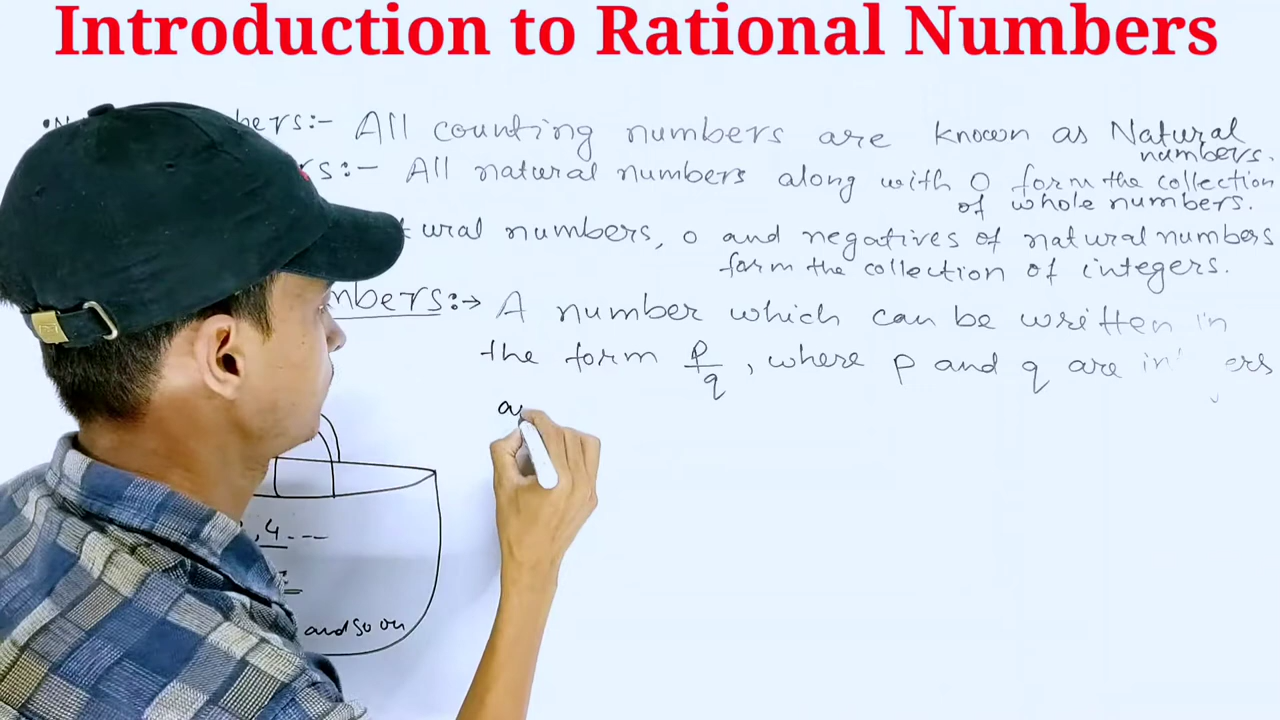 Introduction to Rational Numbers
bers:- All counting numbers are known as Natural
numbers.
rs:- All natural numbers along with 0 form the collection
of whole numbers.
tural numbers, 0 and negatives of natural numbers
form the collection of integers.
mbers:→ A number which can be written in
the form p/q, where p and q are in ers
a
,4---
and so on